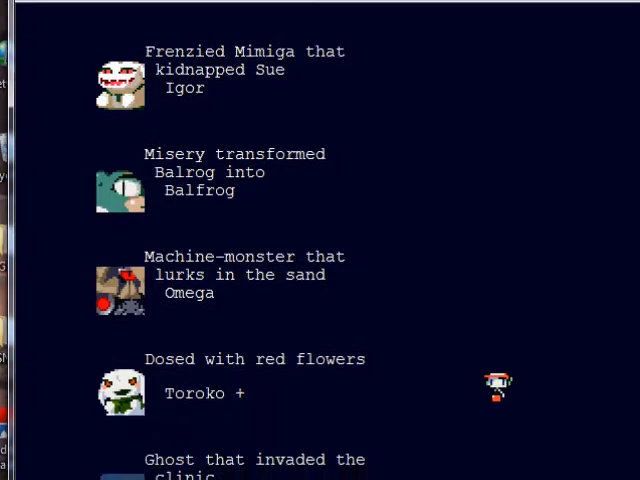 Frenzied Mimiga that
kidnapped Sue
Igor
Misery transformed
Balrog into
Balfrog
Machine-monster that
lurks in the sand
Omega
Dosed with red flowers
Toroko +
Ghost that invaded the
clinic